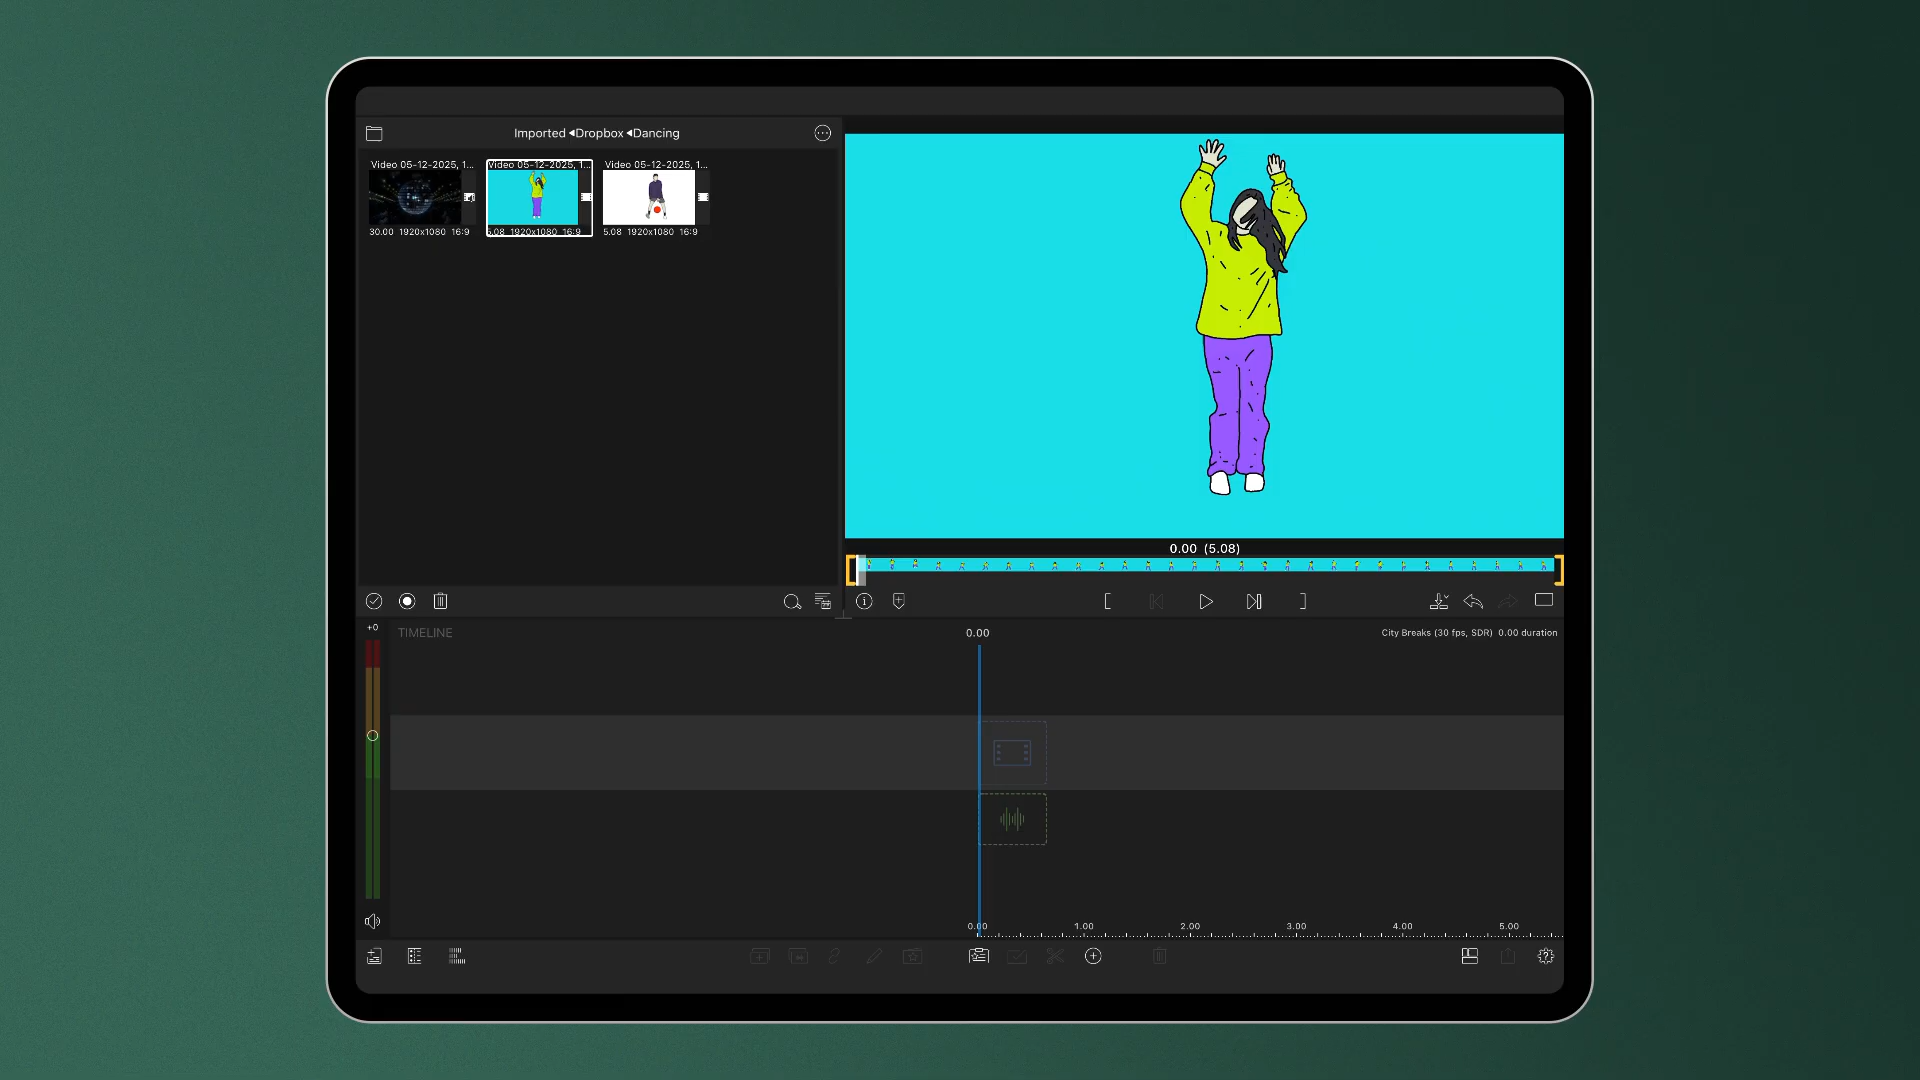 Imported ◂Dropbox ◂Dancing
Video 05-12-2025, 1...
Video 05-12-2025, 1...
Video 05-12-2025, 1...
30.00 1920x1080 16:9
5.08 1920x1080 16:9
5.08 1920x1080 16:9
0.00 (5.08)
+0
TIMELINE
0.00
City Breaks (30 fps, SDR) 0.00 duration
0.00
1.00
2.00
3.00
4.00
5.00